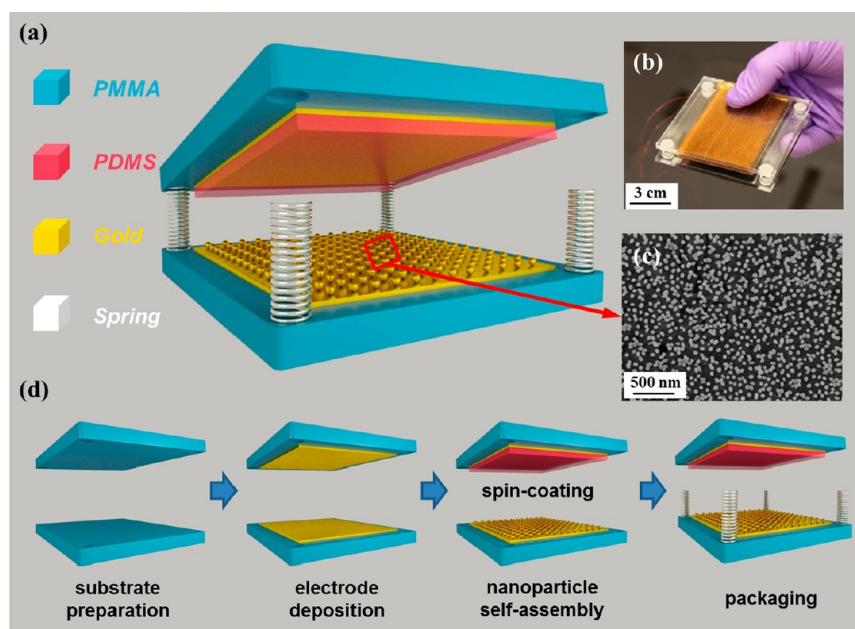 (a)
PMMA
PDMS
Gold
Spring
(b)
3 cm
(c)
500 nm
(d)
spin-coating
substrate
preparation
electrode
deposition
nanoparticle
self-assembly
packaging